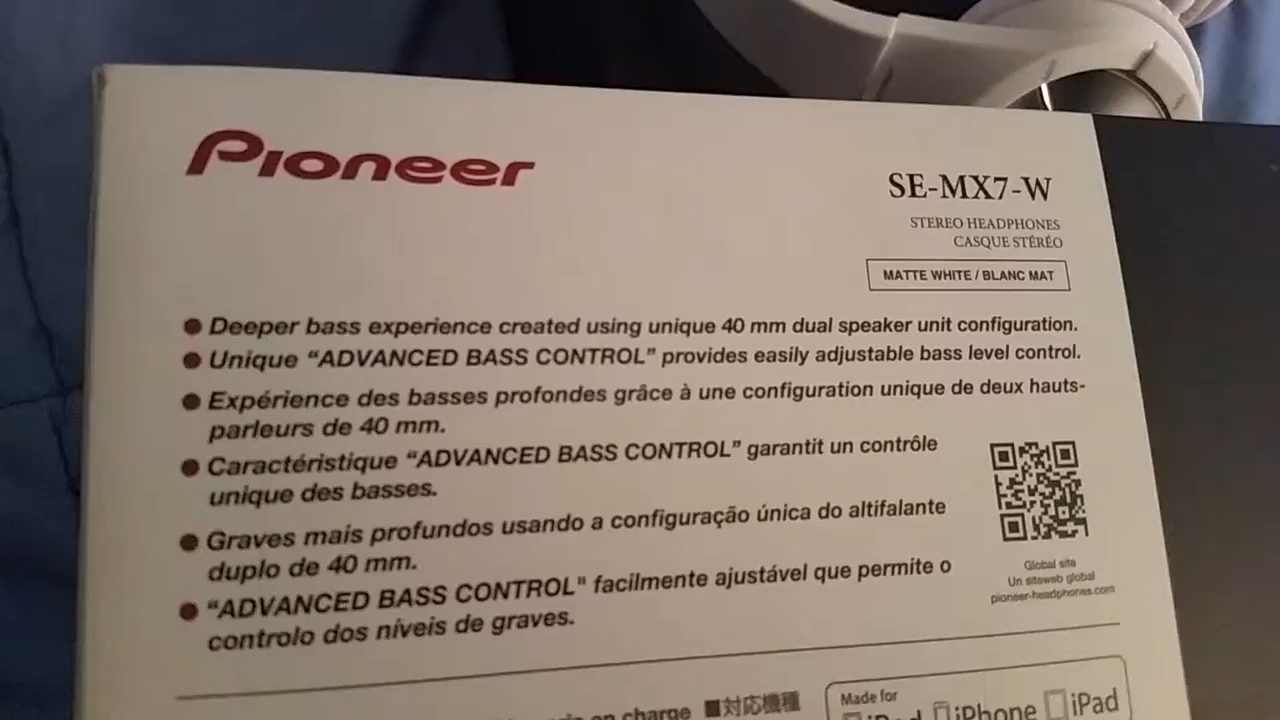 Pioneer
SE-MX7-W
STEREO HEADPHONES
CASQUE STÉRÉO
MATTE WHITE / BLANC MAT
● Deeper bass experience created using unique 40 mm dual speaker unit configuration.
● Unique “ADVANCED BASS CONTROL” provides easily adjustable bass level control.
● Expérience des basses profondes grâce à une configuration unique de deux hauts-
parleurs de 40 mm.
● Caractéristique “ADVANCED BASS CONTROL” garantit un contrôle
unique des basses.
● Graves mais profundos usando a configuração única do altifalante
duplo de 40 mm.
● “ADVANCED BASS CONTROL” facilmente ajustável que permite o
controlo dos níveis de graves.
Global site
Un siteweb global
pioneer-headphones.com
en charge ■対応機種
Made for
iPhone iPad